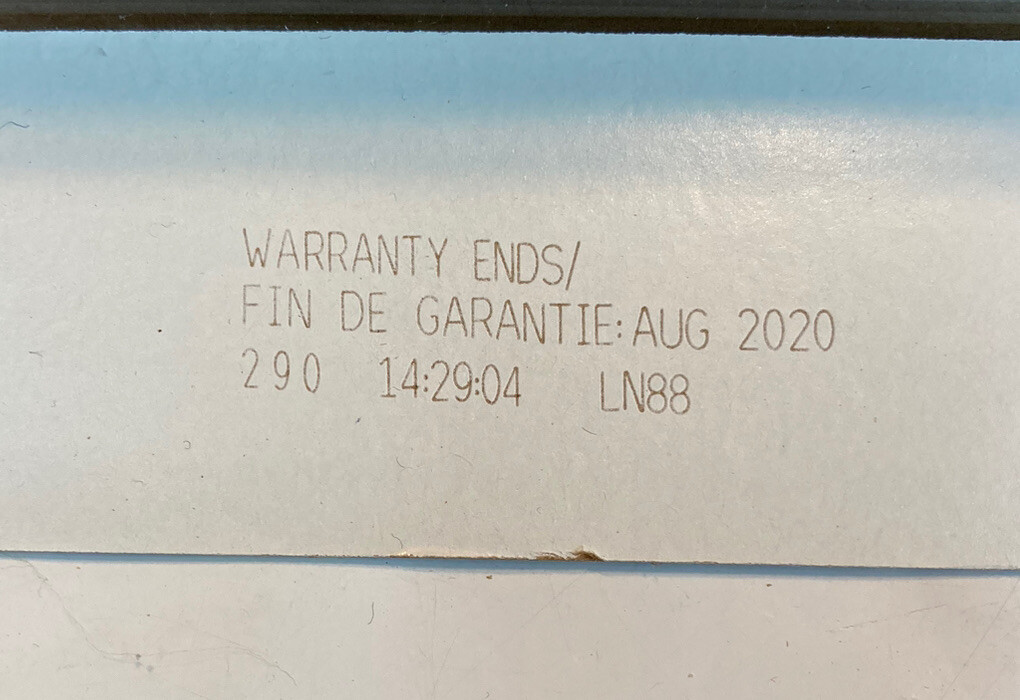 WARRANTY ENDS/
FIN DE GARANTIE: AUG 2020
290 14:29:04 LN88